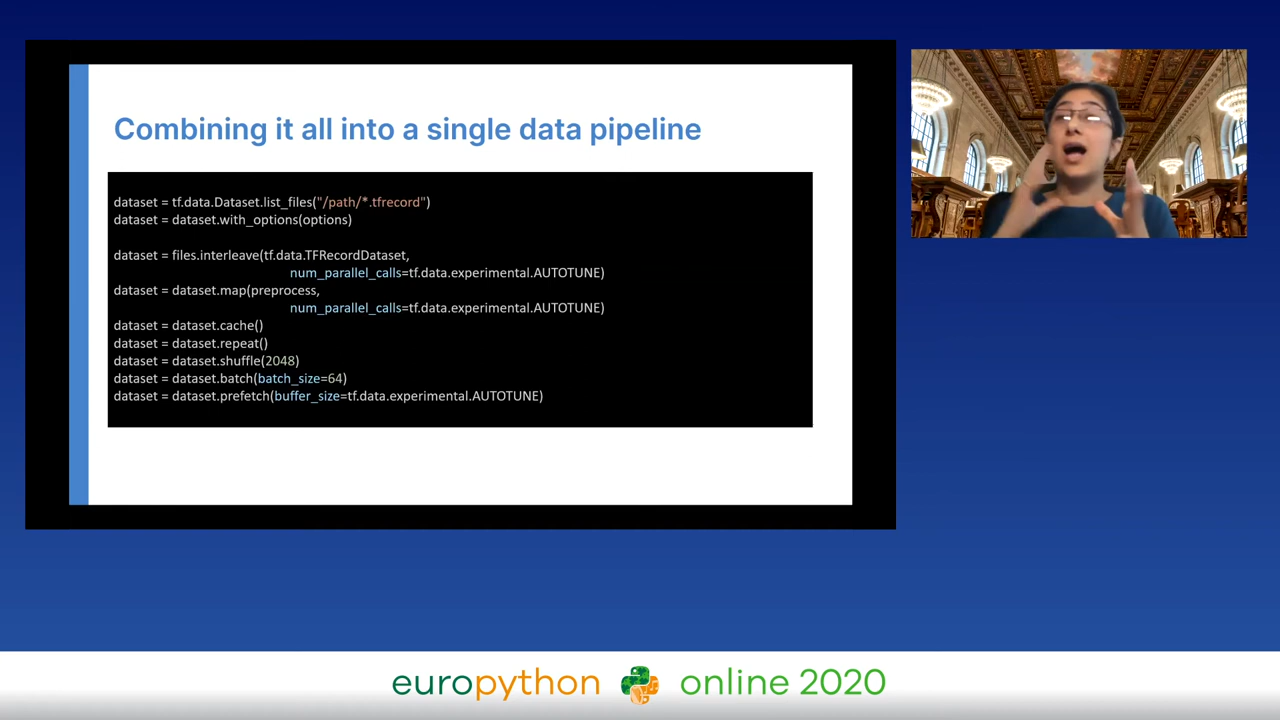 Combining it all into a single data pipeline
dataset = tf.data.Dataset.list_files("/path/*.tfrecord")
dataset = dataset.with_options(options)
dataset = files.interleave(tf.data.TFRecordDataset,
num_parallel_calls=tf.data.experimental.AUTOTUNE)
dataset = dataset.map(preprocess,
num_parallel_calls=tf.data.experimental.AUTOTUNE)
dataset = dataset.cache()
dataset = dataset.repeat()
dataset = dataset.shuffle(2048)
dataset = dataset.batch(batch_size=64)
dataset = dataset.prefetch(buffer_size=tf.data.experimental.AUTOTUNE)
europython online 2020